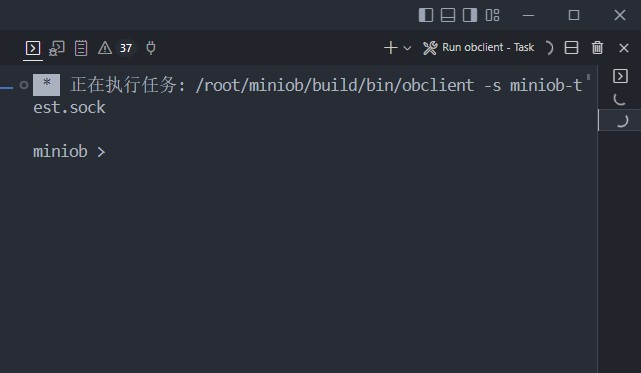 37
Run obclient - Task
* 正在执行任务: /root/miniob/build/bin/obclient -s miniob-t
est.sock
miniob >